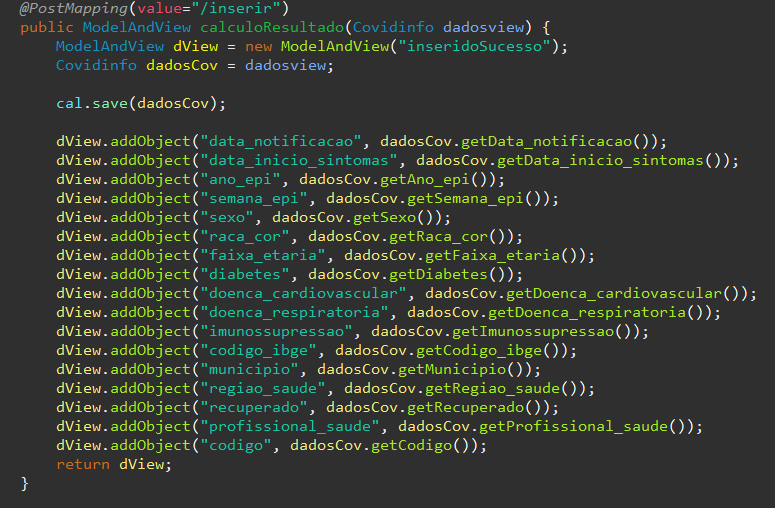 @PostMapping(value="/inserir")
public ModelAndView calculoResultado(Covidinfo dadosview) {
    ModelAndView dView = new ModelAndView("inseridoSucesso");
    Covidinfo dadosCov = dadosview;
    cal.save(dadosCov);
    dView.addObject("data_notificacao", dadosCov.getData_notificacao());
    dView.addObject("data_inicio_sintomas", dadosCov.getData_inicio_sintomas());
    dView.addObject("ano_epi", dadosCov.getAno_epi());
    dView.addObject("semana_epi", dadosCov.getSemana_epi());
    dView.addObject("sexo", dadosCov.getSexo());
    dView.addObject("raca_cor", dadosCov.getRaca_cor());
    dView.addObject("faixa_etaria", dadosCov.getFaixa_etaria());
    dView.addObject("diabetes", dadosCov.getDiabetes());
    dView.addObject("doenca_cardiovascular", dadosCov.getDoenca_cardiovascular());
    dView.addObject("doenca_respiratoria", dadosCov.getDoenca_respiratoria());
    dView.addObject("imunossupressao", dadosCov.getImunossupressao());
    dView.addObject("codigo_ibge", dadosCov.getCodigo_ibge());
    dView.addObject("municipio", dadosCov.getMunicipio());
    dView.addObject("regiao_saude", dadosCov.getRegiao_saude());
    dView.addObject("recuperado", dadosCov.getRecuperado());
    dView.addObject("profissional_saude", dadosCov.getProfissional_saude());
    dView.addObject("codigo", dadosCov.getCodigo());
    return dView;
}